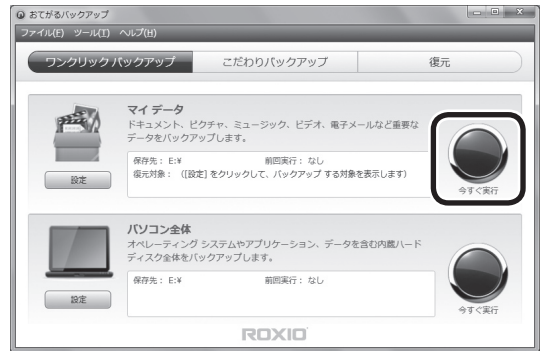 おてがるバックアップ
ファイル(F) ツール(T) ヘルプ(H)
ワンクリック バックアップ こだわりバックアップ 復元
マイ データ
ドキュメント、ピクチャ、ミュージック、ビデオ、電子メールなど重要な
データをバックアップします。
保存先： E:¥ 前回実行： なし
復元対象： （[設定] をクリックして、バックアップ する対象を表示します）
設定
今すぐ実行
パソコン全体
オペレーティング システムやアプリケーション、データを含む内蔵ハード
ディスク全体をバックアップします。
保存先： E:¥ 前回実行： なし
設定
今すぐ実行
ROXIO